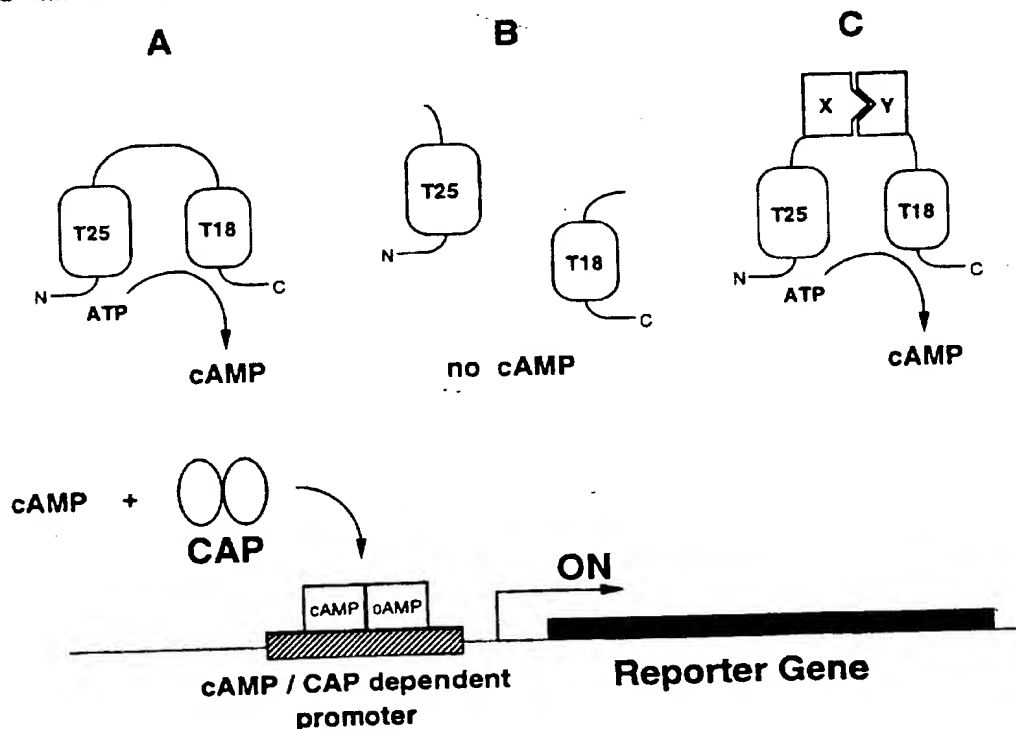 A
B
C
X
Y
T25
T18
N
C
ATP
cAMP
T25
N
T18
C
no cAMP
T25
T18
N
C
ATP
cAMP
cAMP +
CAP
ON
cAMP oAMP
cAMP / CAP dependent
promoter
Reporter Gene